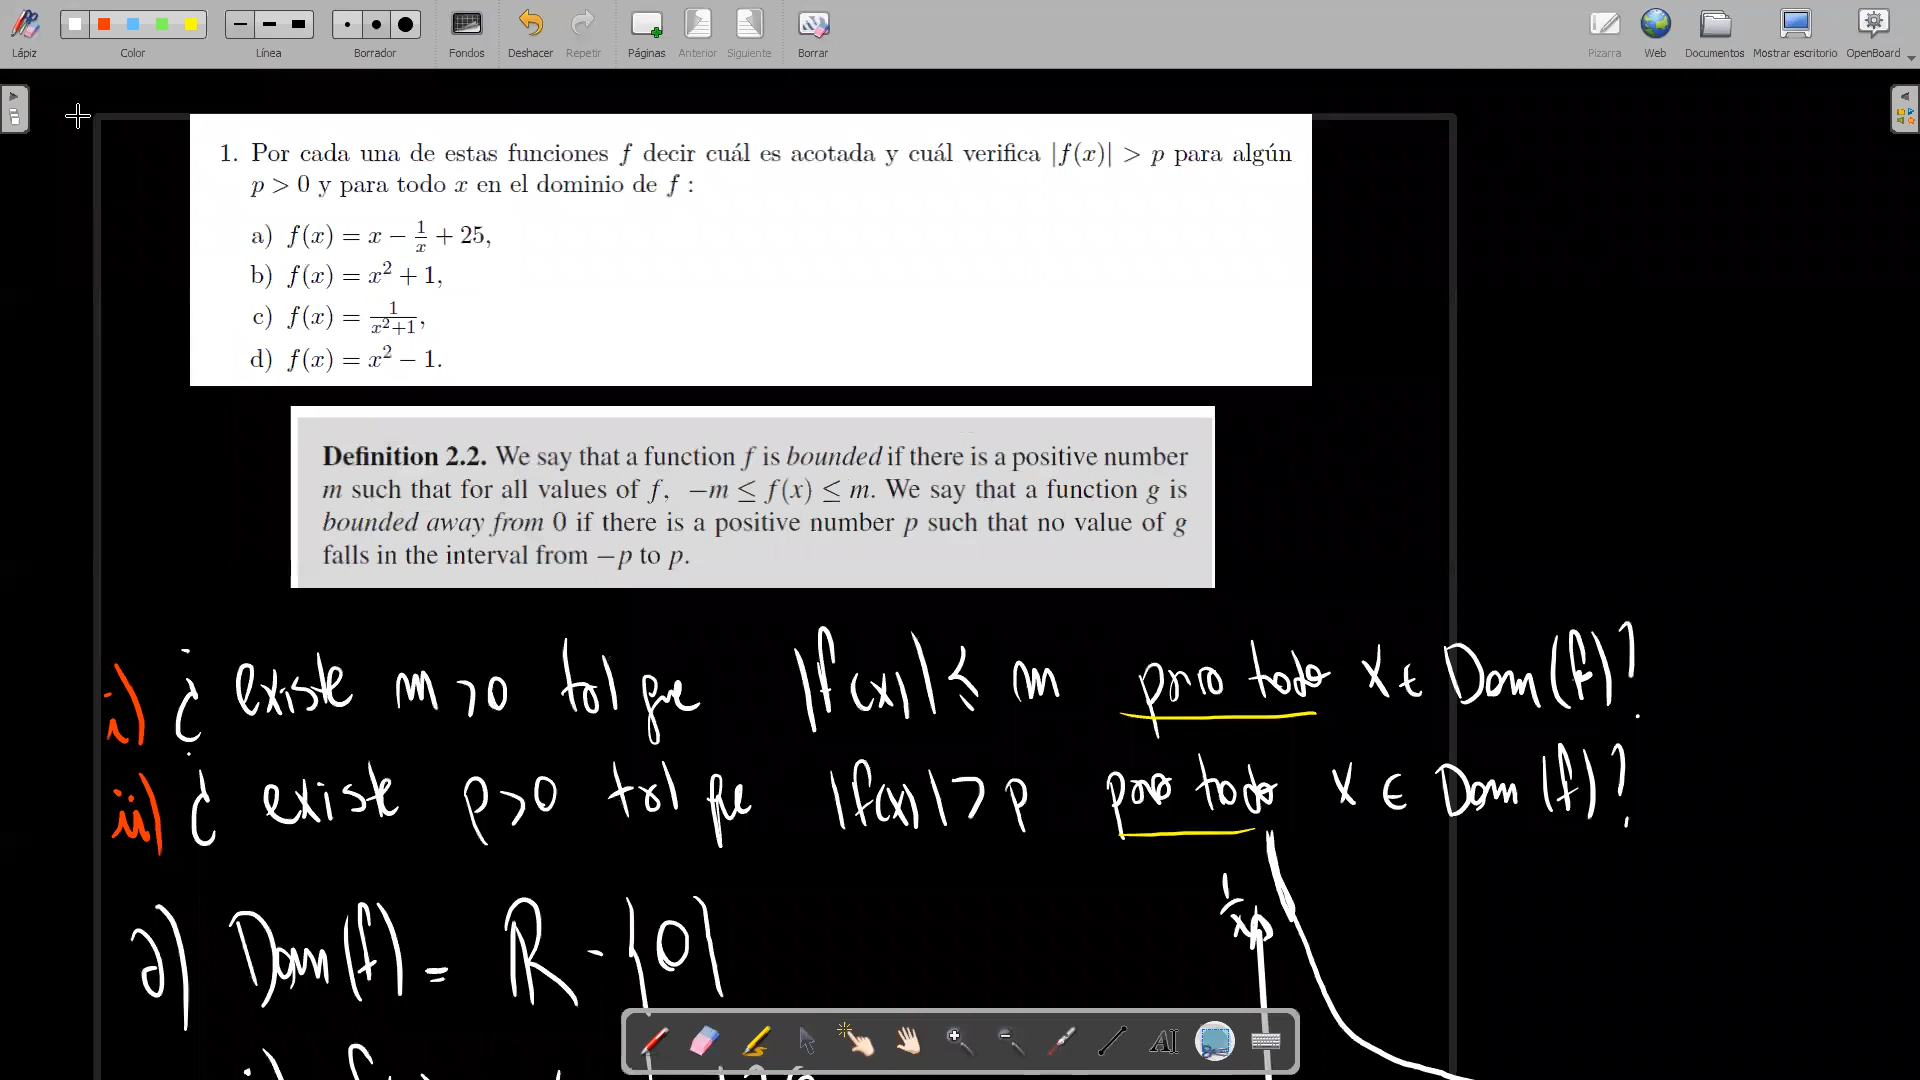 Lápiz Color Línea Borrador Fondos Deshacer Repetir Páginas Anterior Siguiente Borrar Pizarra Web Documentos Mostrar escritorio OpenBoard
1. Por cada una de estas funciones f decir cuál es acotada y cuál verifica |f(x)| > p para algún
p > 0 y para todo x en el dominio de f :
a) f(x) = x − 1/x + 25,
b) f(x) = x² + 1,
c) f(x) = 1/(x²+1),
d) f(x) = x² − 1.
Definition 2.2. We say that a function f is bounded if there is a positive number
m such that for all values of f, −m ≤ f(x) ≤ m. We say that a function g is
bounded away from 0 if there is a positive number p such that no value of g
falls in the interval from −p to p.
i) ¿ existe m > 0 tal que |f(x)| ≤ m para todo x ∈ Dom(f)?
ii) ¿ existe p > 0 tal que |f(x)| > p para todo x ∈ Dom(f)?
a) Dom(f) = R - {0}
AI